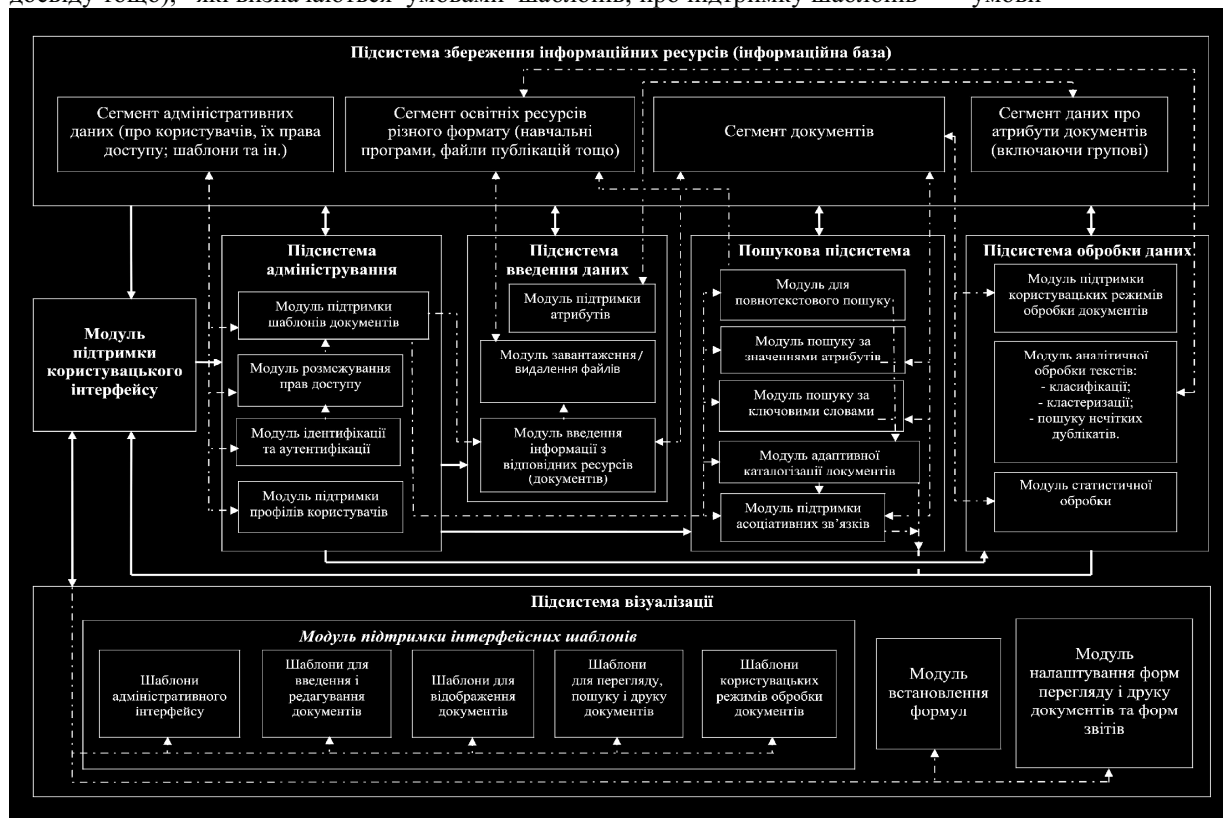 досвіду тощо), які визначаються умовами шаблонів, про підтримку шаблонів умови
Підсистема збереження інформаційних ресурсів (інформаційна база)
Сегмент адміністративних
даних (про користувачів, їх права
доступу; шаблони та ін.)
Сегмент освітніх ресурсів
різного формату (навчальні
програми, файли публікацій тощо)
Сегмент документів
Сегмент даних про
атрибути документів
(включаючи групові)
Модуль
підтримки
користувацького
інтерфейсу
Підсистема
адміністрування
Модуль підтримки
шаблонів документів
Модуль розмежування
прав доступу
Модуль ідентифікації
та аутентифікації
Модуль підтримки
профілів користувачів
Підсистема
введення даних
Модуль підтримки
атрибутів
Модуль завантаження/
видалення файлів
Модуль введення
інформації з
відповідних ресурсів
(документів)
Пошукова підсистема
Модуль для
повнотекстового пошуку
Модуль пошуку за
значеннями атрибутів
Модуль пошуку за
ключовими словами
Модуль адаптивної
каталогізації документів
Модуль підтримки
асоціативних зв’язків
Підсистема обробки даних
Модуль підтримки
користувацьких режимів
обробки документів
Модуль аналітичної
обробки текстів:
- класифікації;
- кластеризації;
- пошуку нечітких
дублікатів.
Модуль статистичної
обробки
Підсистема візуалізації
Модуль підтримки інтерфейсних шаблонів
Шаблони
адміністративного
інтерфейсу
Шаблони для
введення і
редагування
документів
Шаблони для
відображення
документів
Шаблони
для перегляду,
пошуку і друку
документів
Шаблони
користувацьких
режимів обробки
документів
Модуль
встановлення
формул
Модуль
налаштування форм
перегляду і друку
документів та форм
звітів